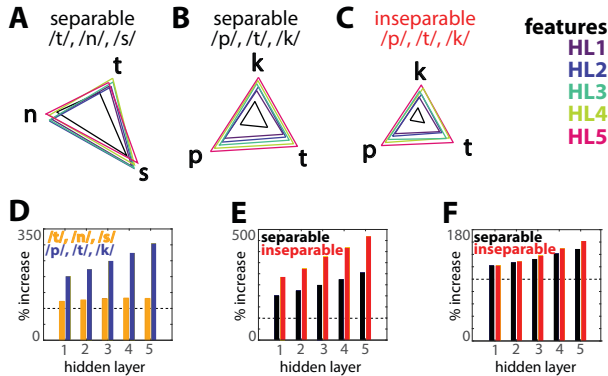 A
separable
/t/, /n/, /s/
t
n
s
B
separable
/p/, /t/, /k/
k
p
t
C
inseparable
/p/, /t/, /k/
k
p
t
features
HL1
HL2
HL3
HL4
HL5
D
350
/t/, /n/, /s/
/p/, /t/, /k/
% increase
0
1 2 3 4 5
hidden layer
E
500
separable
inseparable
% increase
0
1 2 3 4 5
hidden layer
F
180
separable
inseparable
% increase
0
1 2 3 4 5
hidden layer